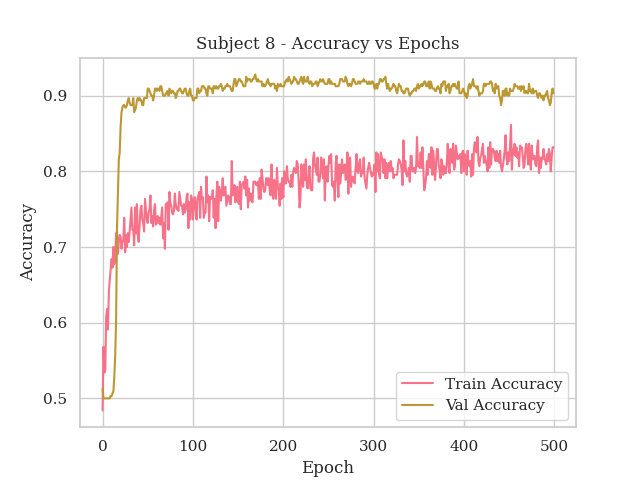 Subject 8 - Accuracy vs Epochs
Accuracy
0.9
0.8
0.7
0.6
0.5
0 100 200 300 400 500
Epoch
Train Accuracy
Val Accuracy